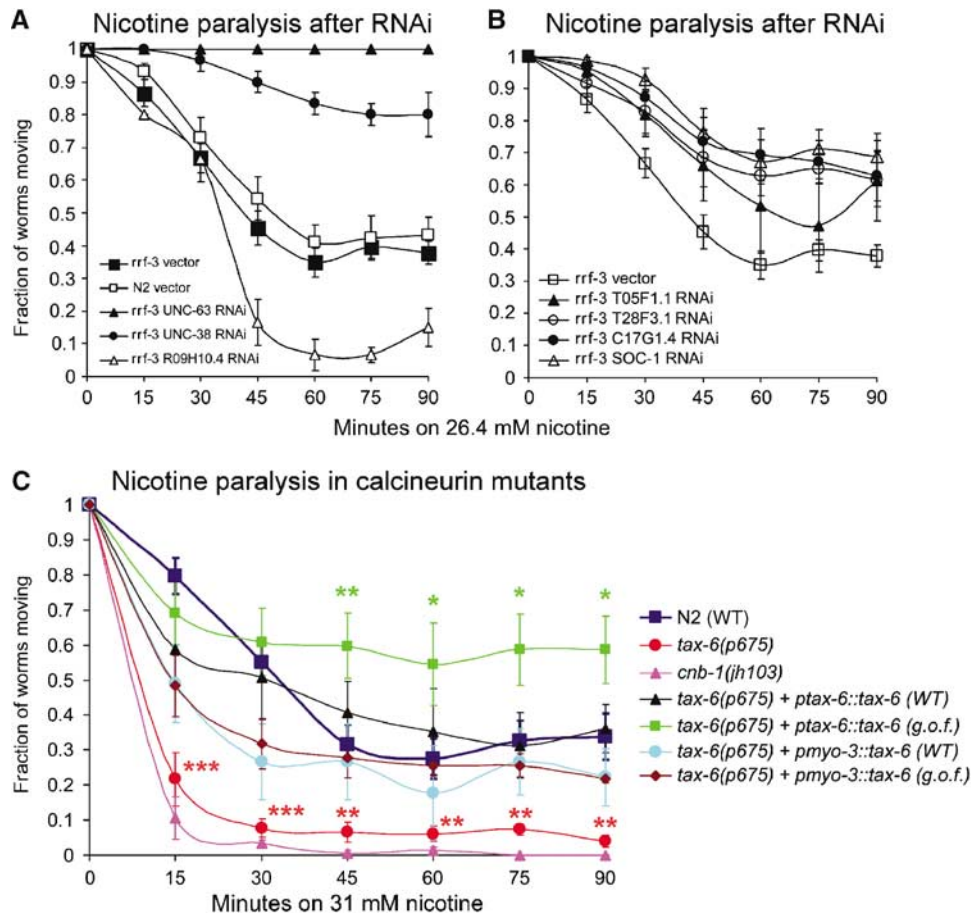 A Nicotine paralysis after RNAi
Fraction of worms moving
1
0.9
0.8
0.7
0.6
0.5
0.4
0.3
0.2
0.1
0
rrf-3 vector
N2 vector
rrf-3 UNC-63 RNAi
rrf-3 UNC-38 RNAi
rrf-3 R09H10.4 RNAi
0 15 30 45 60 75 90
B Nicotine paralysis after RNAi
1
0.9
0.8
0.7
0.6
0.5
0.4
0.3
0.2
0.1
0
rrf-3 vector
rrf-3 T05F1.1 RNAi
rrf-3 T28F3.1 RNAi
rrf-3 C17G1.4 RNAi
rrf-3 SOC-1 RNAi
0 15 30 45 60 75 90
Minutes on 26.4 mM nicotine
C Nicotine paralysis in calcineurin mutants
Fraction of worms moving
1
0.9
0.8
0.7
0.6
0.5
0.4
0.3
0.2
0.1
0
** * * *
*** *** ** ** ** **
0 15 30 45 60 75 90
Minutes on 31 mM nicotine
N2 (WT)
tax-6(p675)
cnb-1(jh103)
tax-6(p675) + ptax-6::tax-6 (WT)
tax-6(p675) + ptax-6::tax-6 (g.o.f.)
tax-6(p675) + pmyo-3::tax-6 (WT)
tax-6(p675) + pmyo-3::tax-6 (g.o.f.)